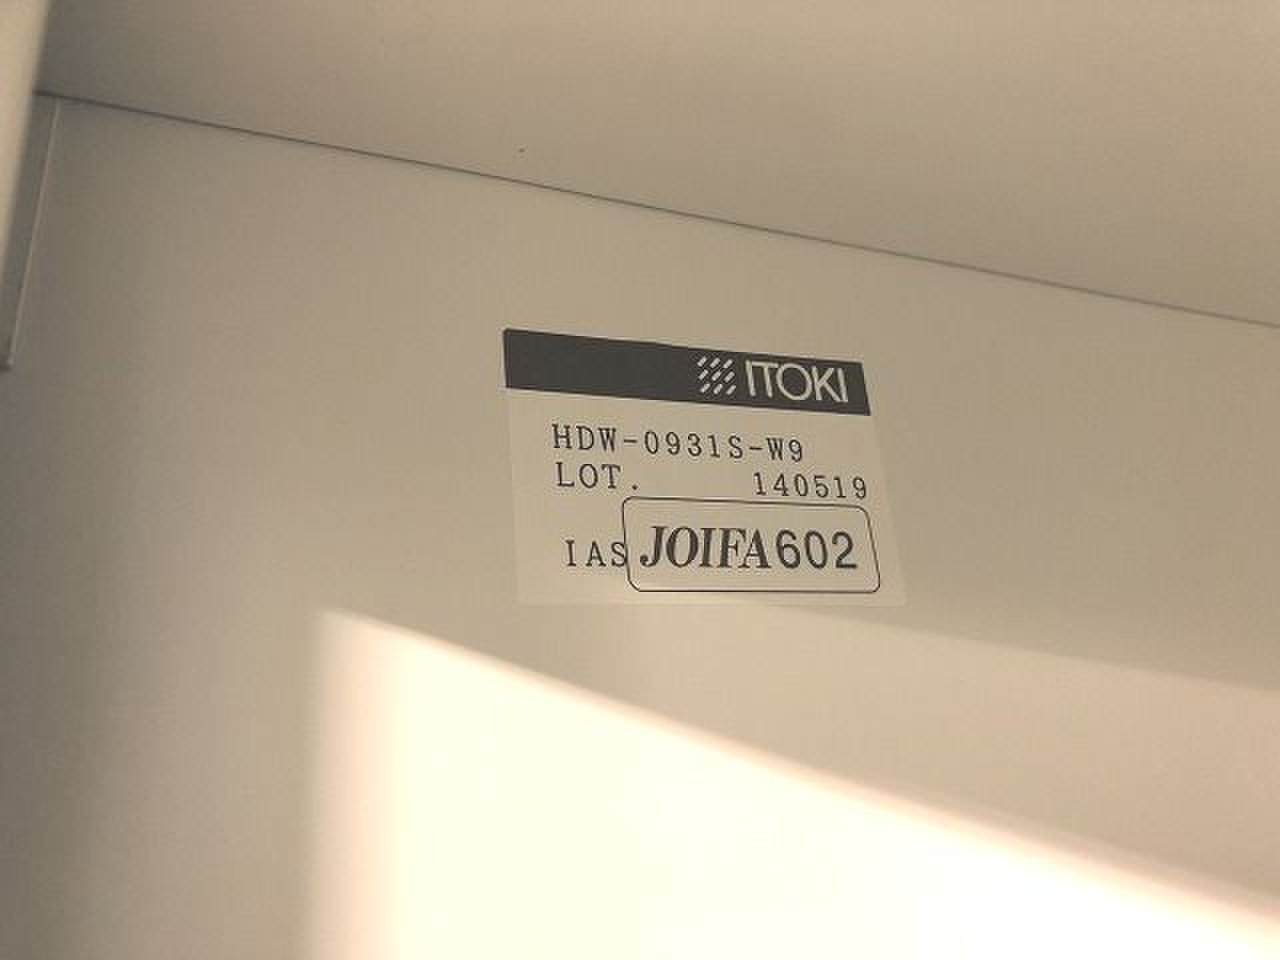 ITOKI
HDW-0931S-W9
LOT. 140519
IAS JOIFA602